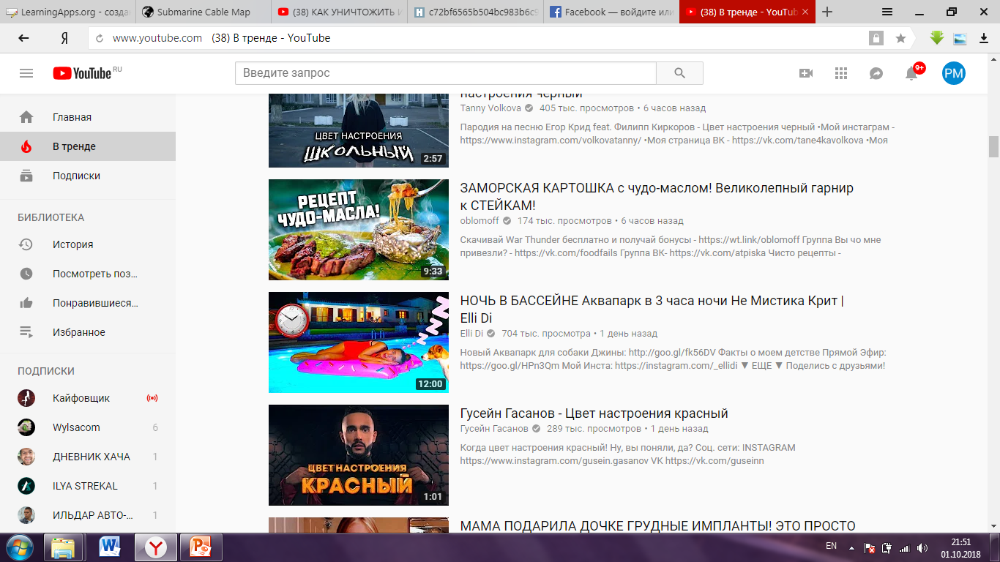 LearningApps.org - созда
Submarine Cable Map
(38) КАК УНИЧТОЖИТЬ И
c72bf6565b504bc983b6c9
Facebook — войдите или
(38) В тренде - YouTub
www.youtube.com (38) В тренде - YouTube
YouTube RU
Введите запрос
9+
PM
Главная
В тренде
Подписки
БИБЛИОТЕКА
История
Посмотреть поз...
Понравившиеся...
Избранное
ПОДПИСКИ
Кайфовщик
Wylsacom 6
ДНЕВНИК ХАЧА 1
ILYA STREKAL 1
ИЛЬДАР АВТО-... 1
ЦВЕТ НАСТРОЕНИЯ
ШКОЛЬНЫЙ
2:57
настроения черный
Tanny Volkova 405 тыс. просмотров • 6 часов назад
Пародия на песню Егор Крид feat. Филипп Киркоров - Цвет настроения черный •Мой инстаграм -
https://www.instagram.com/volkovatanny/ •Моя страница ВК - https://vk.com/tane4kavolkova •Моя
РЕЦЕПТ
ЧУДО-МАСЛА!
9:33
ЗАМОРСКАЯ КАРТОШКА с чудо-маслом! Великолепный гарнир
к СТЕЙКАМ!
oblomoff 174 тыс. просмотров • 6 часов назад
Скачивай War Thunder бесплатно и получай бонусы - https://wt.link/oblomoff Группа Вы чо мне
привезли? - https://vk.com/foodfails Группа ВК- https://vk.com/atpiska Чисто рецепты -
12:00
НОЧЬ В БАССЕЙНЕ Аквапарк в 3 часа ночи Не Мистика Крит |
Elli Di
Elli Di 704 тыс. просмотра • 1 день назад
Новый Аквапарк для собаки Джины: http://goo.gl/fk56DV Факты о моем детстве Прямой Эфир:
https://goo.gl/HPn3Qm Мой Инста: https://instagram.com/_ellidi ▼ ЕЩЕ ▼ Поделись с друзьями!
ЦВЕТ НАСТРОЕНИЯ
КРАСНЫЙ
1:01
Гусейн Гасанов - Цвет настроения красный
Гусейн Гасанов 289 тыс. просмотров • 1 день назад
Когда цвет настроения красный! Ну, вы поняли, да? Соц. сети: INSTAGRAM
https://www.instagram.com/gusein.gasanov VK https://vk.com/guseinn
МАМА ПОДАРИЛА ДОЧКЕ ГРУДНЫЕ ИМПЛАНТЫ! ЭТО ПРОСТО
EN
21:51
01.10.2018